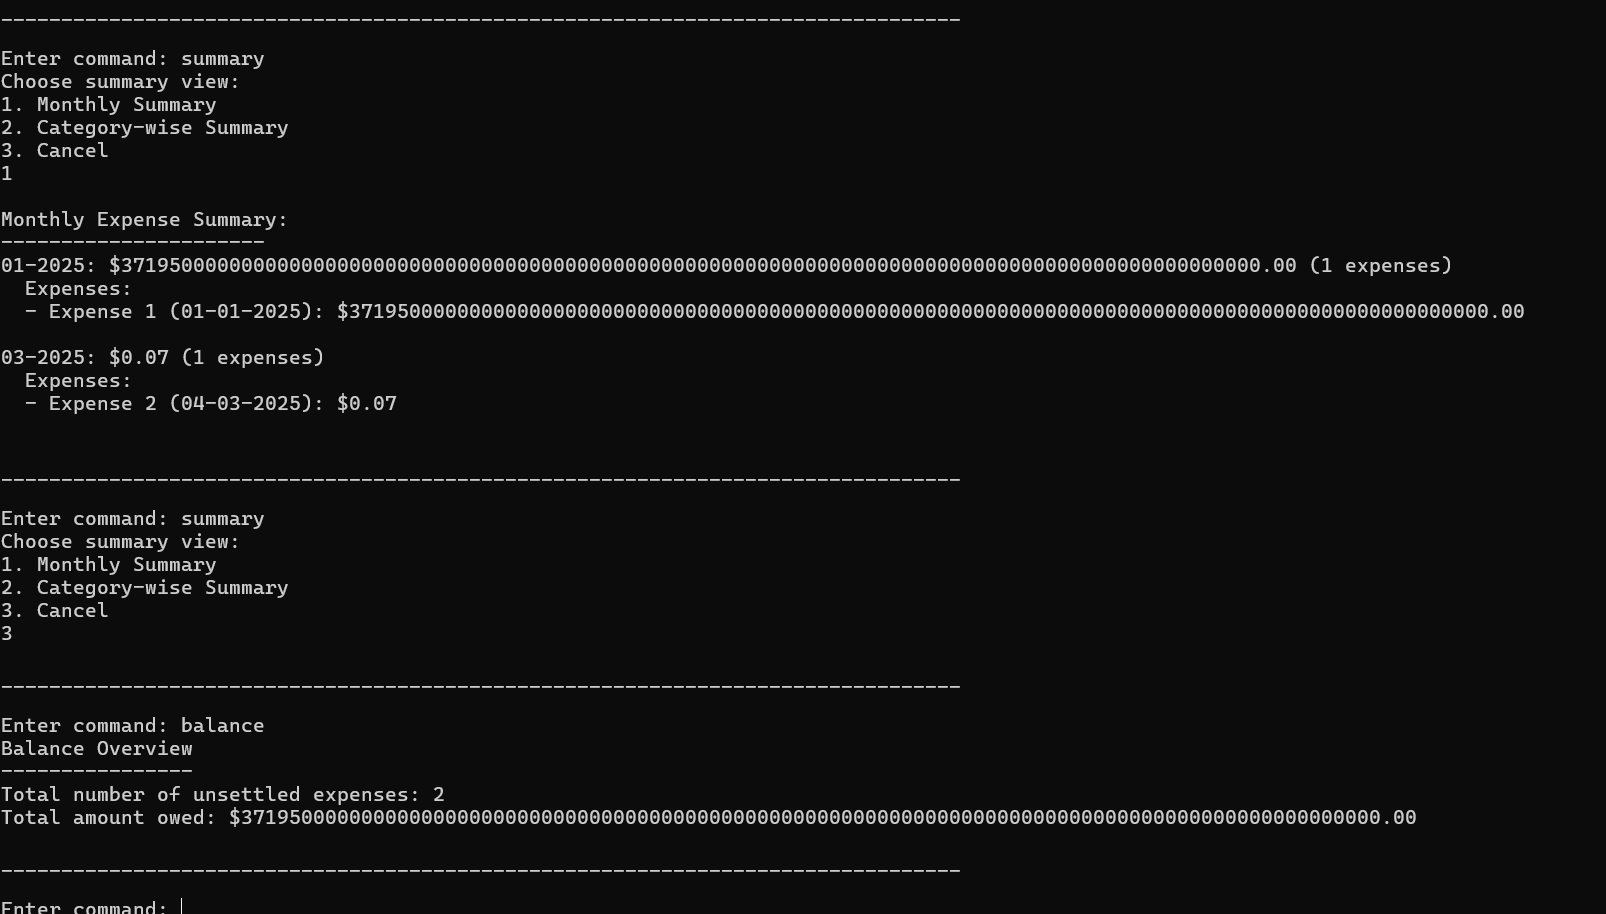 --------------------------------------------------------------------------------
Enter command: summary
Choose summary view:
1. Monthly Summary
2. Category-wise Summary
3. Cancel
1
Monthly Expense Summary:
----------------------
01-2025: $37195000000000000000000000000000000000000000000000000000000000000000000000000000000000000000000.00 (1 expenses)
  Expenses:
  - Expense 1 (01-01-2025): $37195000000000000000000000000000000000000000000000000000000000000000000000000000000000000000000.00
03-2025: $0.07 (1 expenses)
  Expenses:
  - Expense 2 (04-03-2025): $0.07
--------------------------------------------------------------------------------
Enter command: summary
Choose summary view:
1. Monthly Summary
2. Category-wise Summary
3. Cancel
3
--------------------------------------------------------------------------------
Enter command: balance
Balance Overview
----------------
Total number of unsettled expenses: 2
Total amount owed: $37195000000000000000000000000000000000000000000000000000000000000000000000000000000000000000000.00
--------------------------------------------------------------------------------
Enter command: